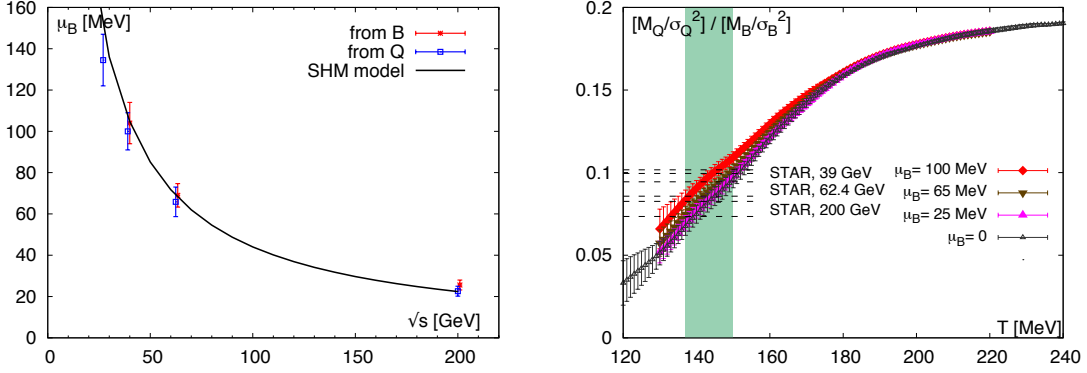 μB [MeV]
160
140
120
100
80
60
40
20
0
0 50 100 150 200
√s [GeV]
from B
from Q
SHM model
[MQ/σQ²] / [MB/σB²]
0.2
0.15
0.1
0.05
0
120 140 160 180 200 220 240
T [MeV]
STAR, 39 GeV
STAR, 62.4 GeV
STAR, 200 GeV
μB= 100 MeV
μB= 65 MeV
μB= 25 MeV
μB= 0